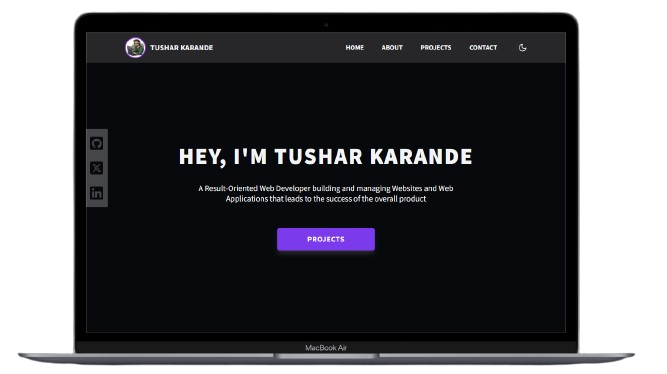 TUSHAR KARANDE
HOME ABOUT PROJECTS CONTACT
HEY, I'M TUSHAR KARANDE
A Result-Oriented Web Developer building and managing Websites and Web
Applications that leads to the success of the overall product
PROJECTS
MacBook Air